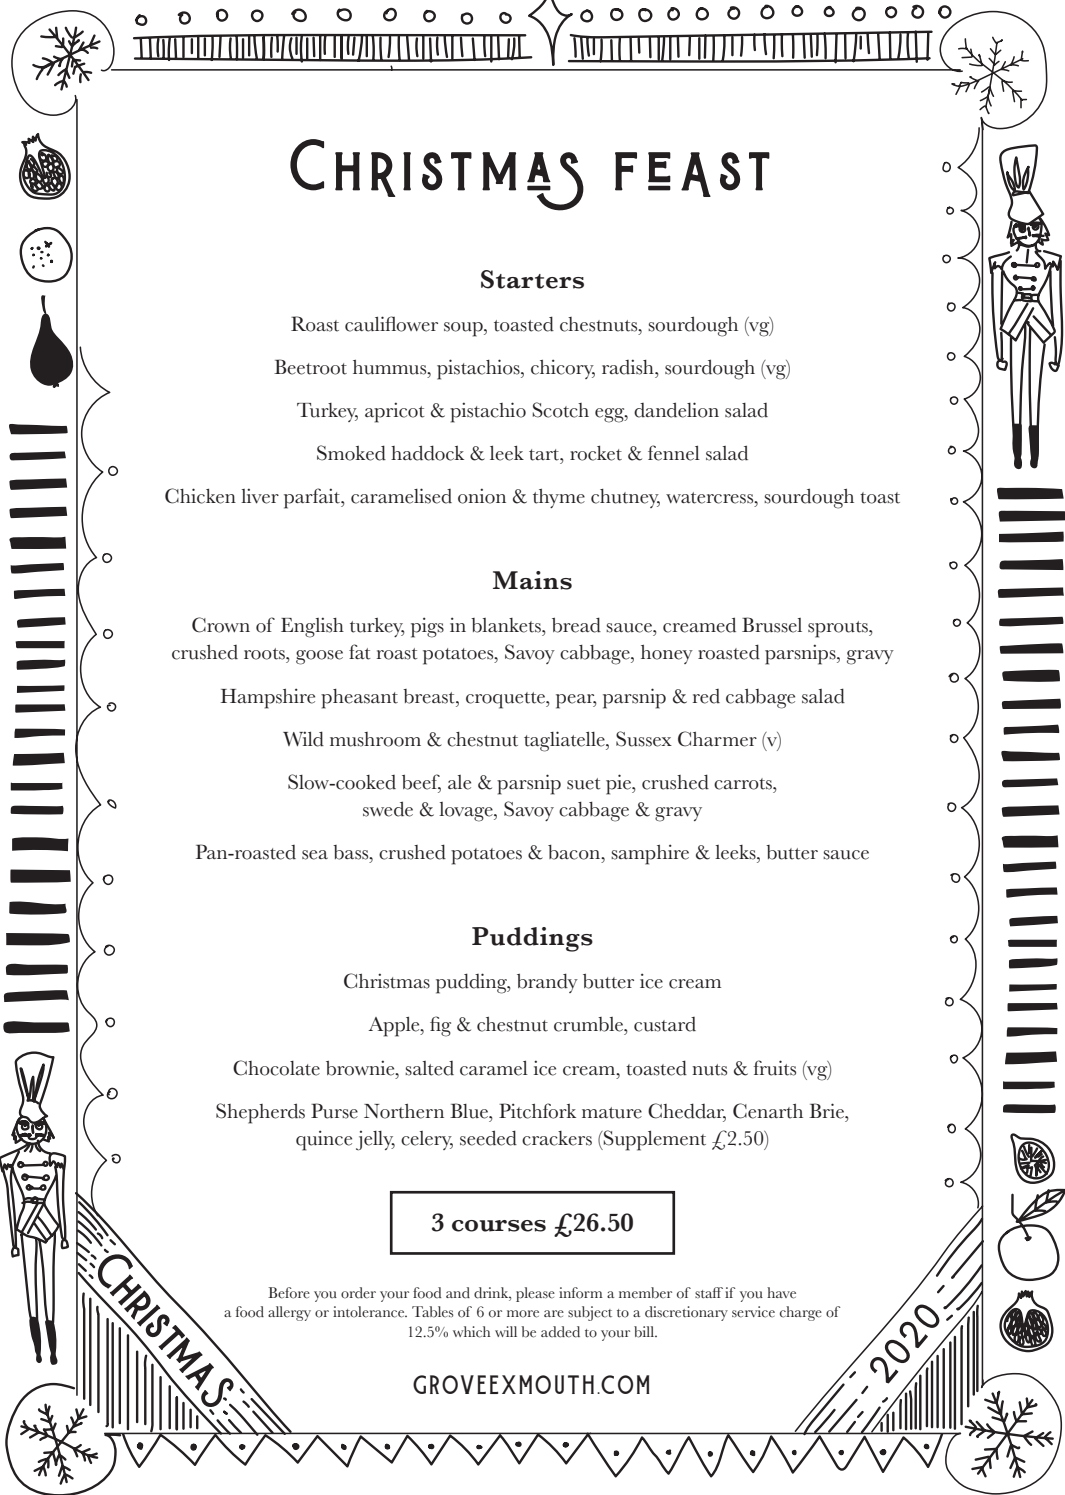 Christmas feast
Starters
Roast cauliflower soup, toasted chestnuts, sourdough (vg)
Beetroot hummus, pistachios, chicory, radish, sourdough (vg)
Turkey, apricot & pistachio Scotch egg, dandelion salad
Smoked haddock & leek tart, rocket & fennel salad
Chicken liver parfait, caramelised onion & thyme chutney, watercress, sourdough toast
Mains
Crown of English turkey, pigs in blankets, bread sauce, creamed Brussel sprouts,
crushed roots, goose fat roast potatoes, Savoy cabbage, honey roasted parsnips, gravy
Hampshire pheasant breast, croquette, pear, parsnip & red cabbage salad
Wild mushroom & chestnut tagliatelle, Sussex Charmer (v)
Slow-cooked beef, ale & parsnip suet pie, crushed carrots,
swede & lovage, Savoy cabbage & gravy
Pan-roasted sea bass, crushed potatoes & bacon, samphire & leeks, butter sauce
Puddings
Christmas pudding, brandy butter ice cream
Apple, fig & chestnut crumble, custard
Chocolate brownie, salted caramel ice cream, toasted nuts & fruits (vg)
Shepherds Purse Northern Blue, Pitchfork mature Cheddar, Cenarth Brie,
quince jelly, celery, seeded crackers (Supplement £2.50)
3 courses £26.50
Before you order your food and drink, please inform a member of staff if you have
a food allergy or intolerance. Tables of 6 or more are subject to a discretionary service charge of
12.5% which will be added to your bill.
CHRISTMAS
2020
GROVEEXMOUTH.COM